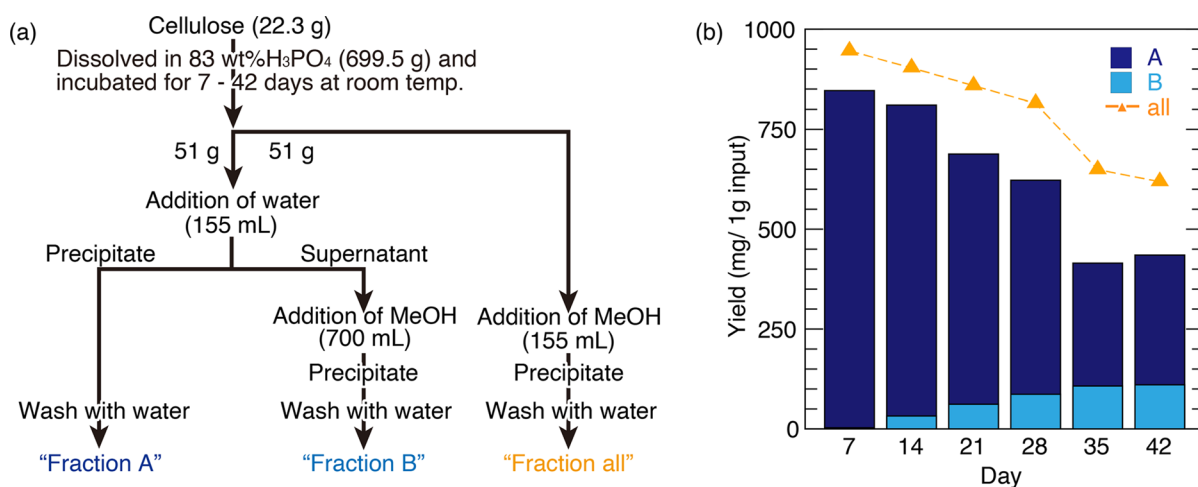 (a)
Cellulose (22.3 g)
Dissolved in 83 wt%H₃PO₄ (699.5 g) and
incubated for 7 - 42 days at room temp.
51 g
51 g
Addition of water
(155 mL)
Precipitate
Supernatant
Addition of MeOH
(700 mL)
Addition of MeOH
(155 mL)
Precipitate
Precipitate
Wash with water
Wash with water
Wash with water
“Fraction A”
“Fraction B”
“Fraction all”
(b)
Yield (mg/ 1g input)
1000
750
500
250
0
A
B
all
7
14
21
28
35
42
Day